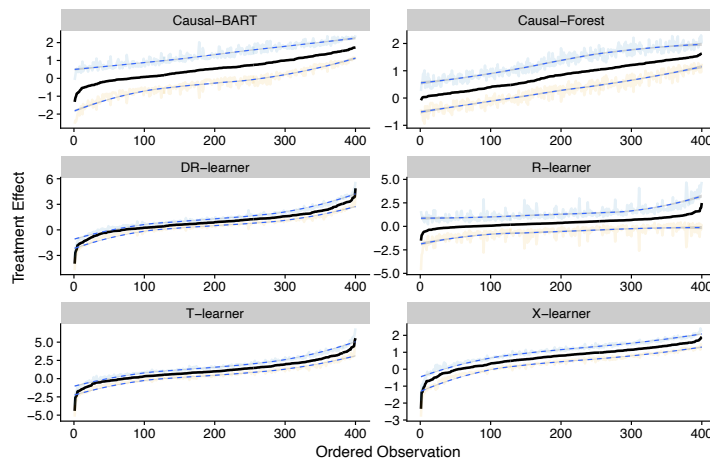 Causal−BART Causal−Forest
2 2
1
0 1
−1 0
−2
−1
0 100 200 300 400 0 100 200 300 400
DR−learner R−learner
6 5.0
3 2.5
0 0.0
−3 −2.5
−5.0
0 100 200 300 400 0 100 200 300 400
T−learner X−learner
5.0 2
2.5 1
0.0 0
−2.5 −1
−5.0 −2
−3
0 100 200 300 400 0 100 200 300 400
Treatment Effect
Ordered Observation